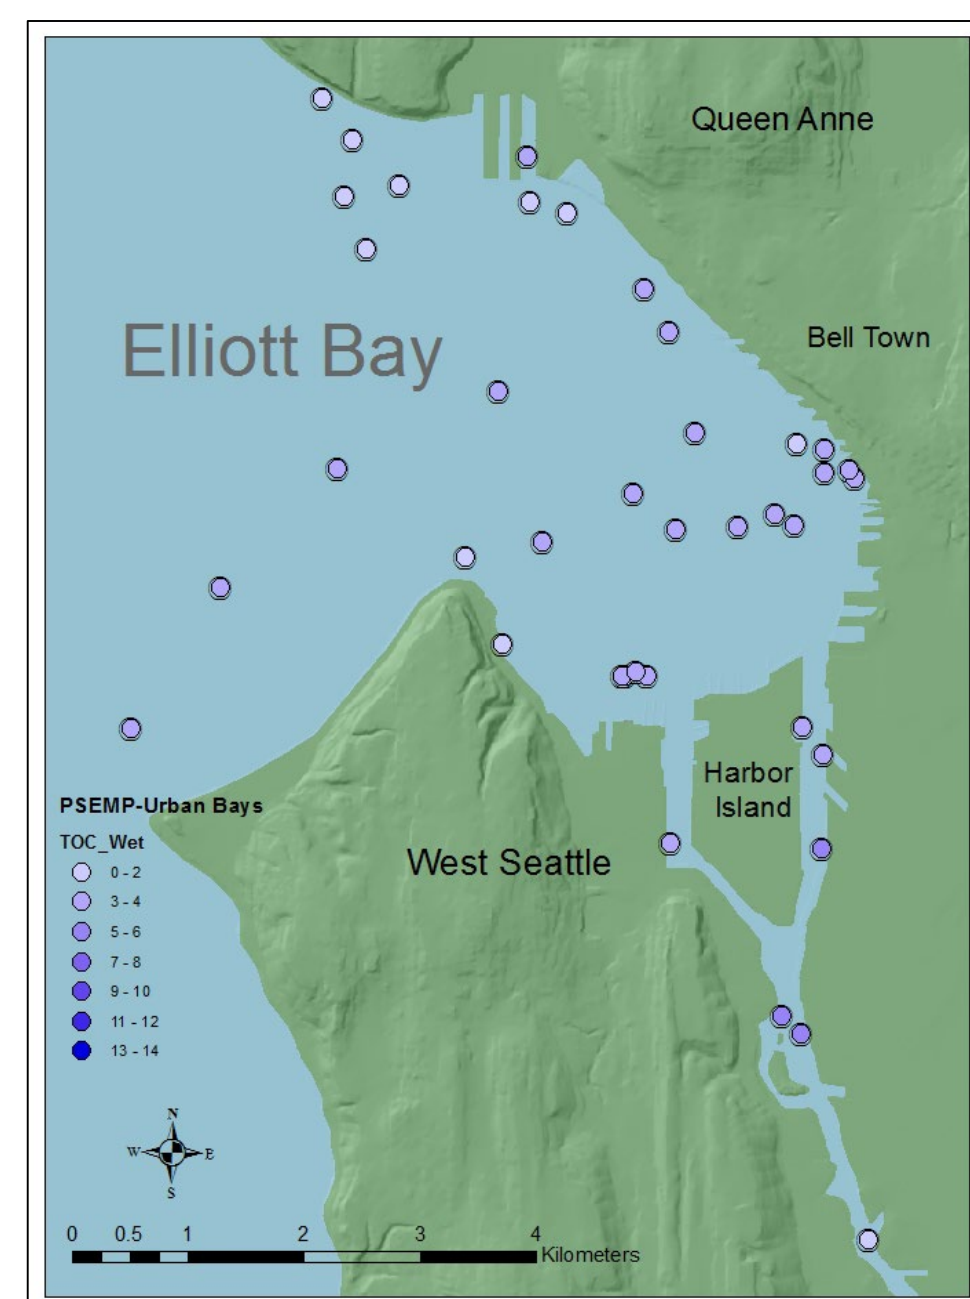 Queen Anne
Elliott Bay
Bell Town
Harbor
Island
West Seattle
PSEMP-Urban Bays
TOC_Wet
0 - 2
3 - 4
5 - 6
7 - 8
9 - 10
11 - 12
13 - 14
N
W E
S
0 0.5 1 2 3 4
Kilometers